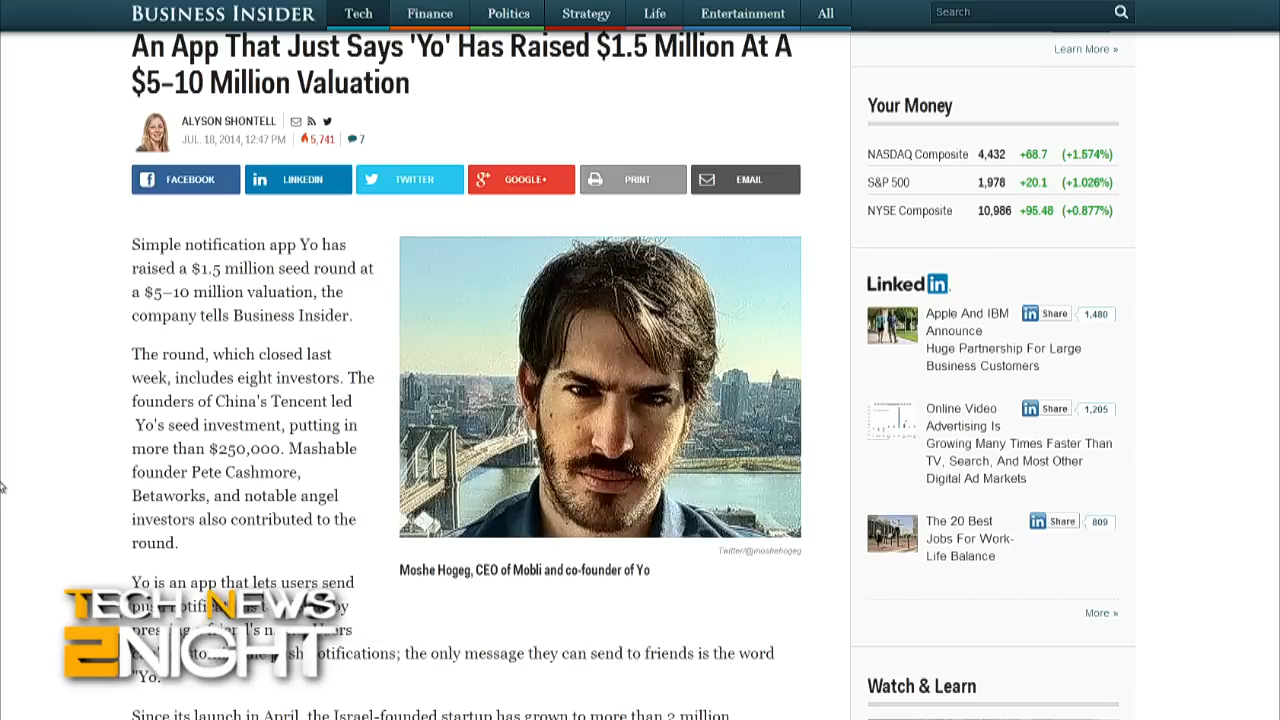 BUSINESS INSIDER
Tech
Finance
Politics
Strategy
Life
Entertainment
All
Search
An App That Just Says 'Yo' Has Raised $1.5 Million At A
$5–10 Million Valuation
ALYSON SHONTELL
JUL. 18, 2014, 12:47 PM
5,741
7
FACEBOOK
in LINKEDIN
TWITTER
g+ GOOGLE+
PRINT
EMAIL
Simple notification app Yo has
raised a $1.5 million seed round at
a $5–10 million valuation, the
company tells Business Insider.
The round, which closed last
week, includes eight investors. The
founders of China's Tencent led
Yo's seed investment, putting in
more than $250,000. Mashable
founder Pete Cashmore,
Betaworks, and notable angel
investors also contributed to the
round.
Twitter/@moshehogeg
Moshe Hogeg, CEO of Mobli and co-founder of Yo
Yo is an app that lets users send
push notifications by
pressing a friend's
push notifications; the only message they can send to friends is the word
"Yo.
Since its launch in April, the Israel-founded startup has grown to more than 2 million
TECH NEWS
2NIGHT
Learn More »
Your Money
NASDAQ Composite 4,432 +68.7 (+1.574%)
S&P 500 1,978 +20.1 (+1.026%)
NYSE Composite 10,986 +95.48 (+0.877%)
Linked in
Apple And IBM
Announce
Huge Partnership For Large
Business Customers
in Share 1,480
Online Video
Advertising Is
Growing Many Times Faster Than
TV, Search, And Most Other
Digital Ad Markets
in Share 1,205
The 20 Best
Jobs For Work-
Life Balance
in Share 809
More »
Watch & Learn